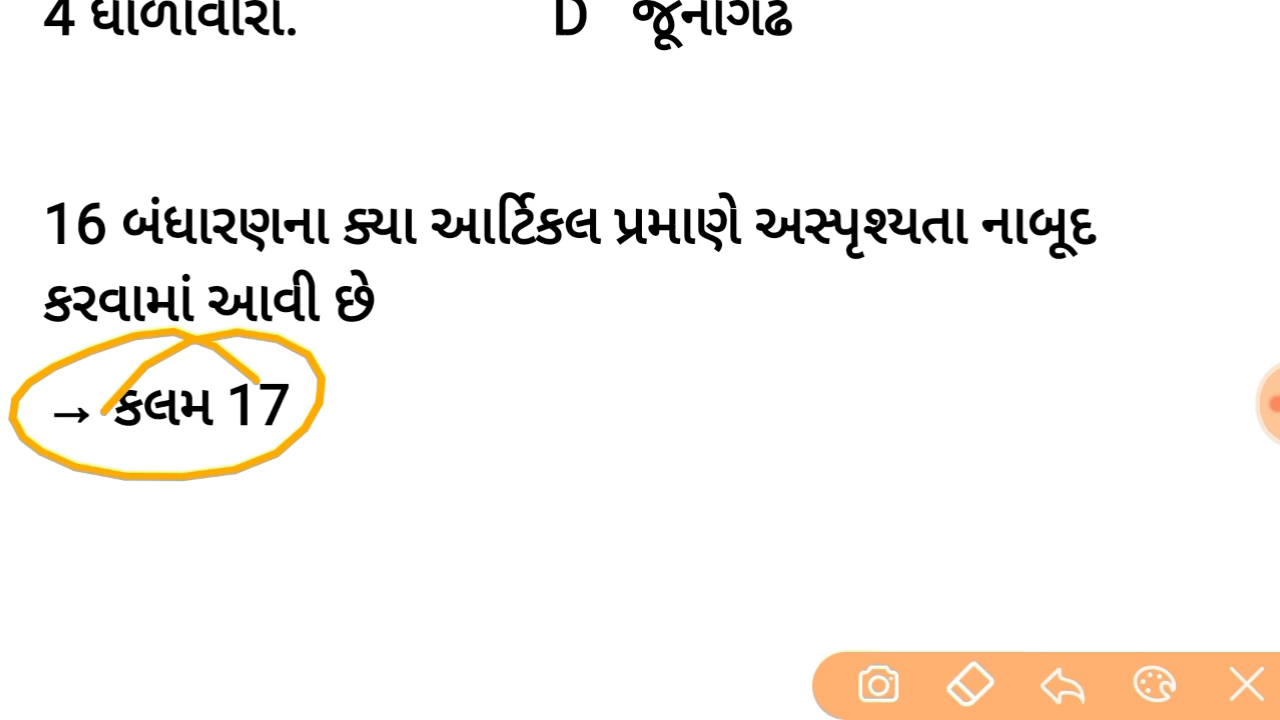 4 ધોળાવીરા. D જૂનાગઢ
16 બંધારણના ક્યા આર્ટિકલ પ્રમાણે અસ્પૃશ્યતા નાબૂદ
કરવામાં આવી છે
→ કલમ 17